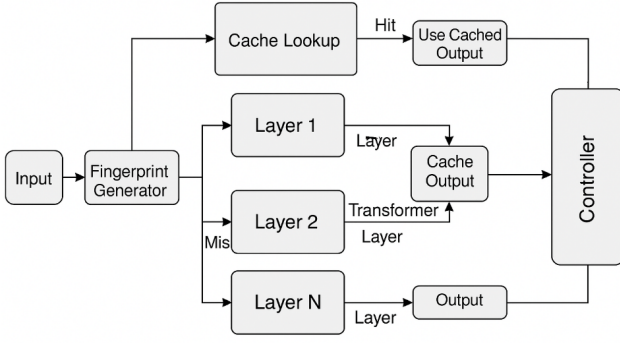 Cache Lookup
Hit
Use Cached
Output
Layer 1
Layer
Input
Fingerprint
Generator
Cache
Output
Controller
Mis
Layer 2
Transformer
Layer
Layer N
Layer
Output